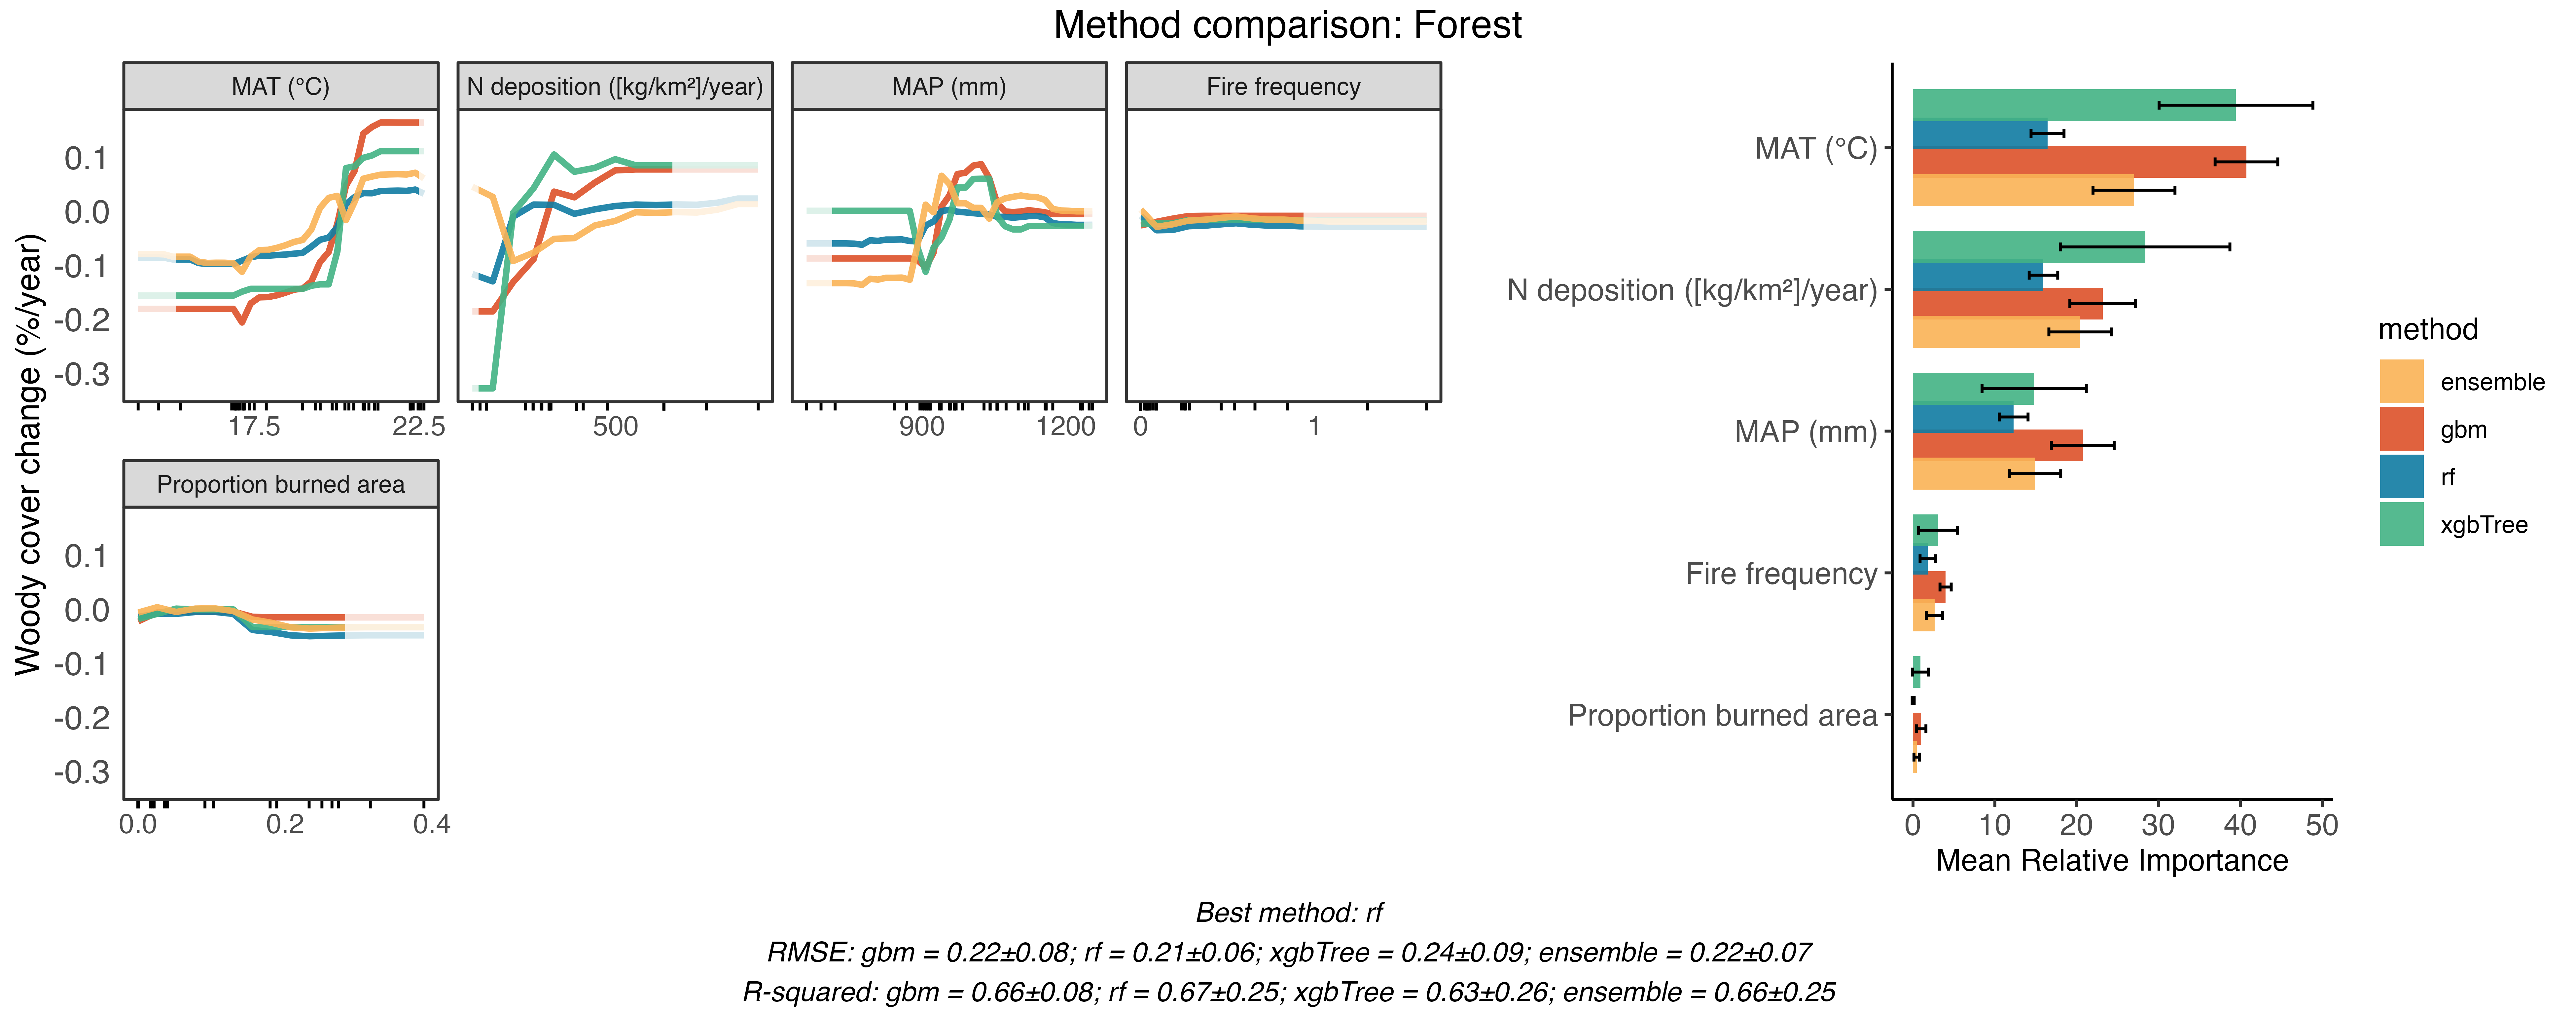 Method comparison: Forest
MAT (°C)
N deposition ([kg/km²]/year)
MAP (mm)
Fire frequency
Woody cover change (%/year)
0.1
0.0
-0.1
-0.2
-0.3
17.5 22.5
500
900 1200
0 1
Proportion burned area
0.1
0.0
-0.1
-0.2
-0.3
0.0 0.2 0.4
MAT (°C)
N deposition ([kg/km²]/year)
MAP (mm)
Fire frequency
Proportion burned area
0 10 20 30 40 50
Mean Relative Importance
method
ensemble
gbm
rf
xgbTree
Best method: rf
RMSE: gbm = 0.22±0.08; rf = 0.21±0.06; xgbTree = 0.24±0.09; ensemble = 0.22±0.07
R-squared: gbm = 0.66±0.08; rf = 0.67±0.25; xgbTree = 0.63±0.26; ensemble = 0.66±0.25